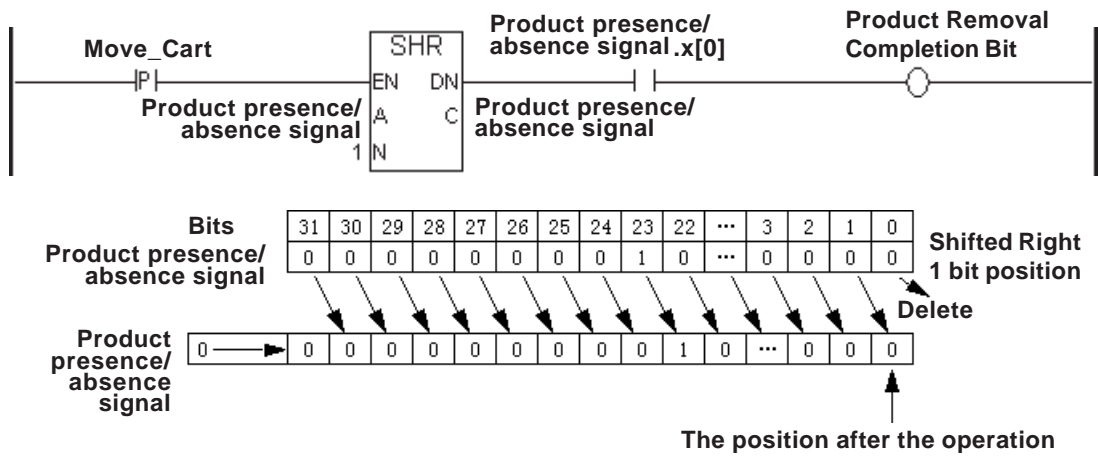 Move_Cart
P
Product presence/
absence signal
1
SHR
EN DN
A C
N
Product presence/
absence signal.x[0]
Product presence/
absence signal
Product Removal
Completion Bit
Bits
31 30 29 28 27 26 25 24 23 22 ··· 3 2 1 0
Product presence/
absence signal
0 0 0 0 0 0 0 0 1 0 ··· 0 0 0 0
Shifted Right
1 bit position
Delete
Product
presence/
absence
signal
0 0 0 0 0 0 0 0 0 0 1 0 ··· 0 0 0
The position after the operation